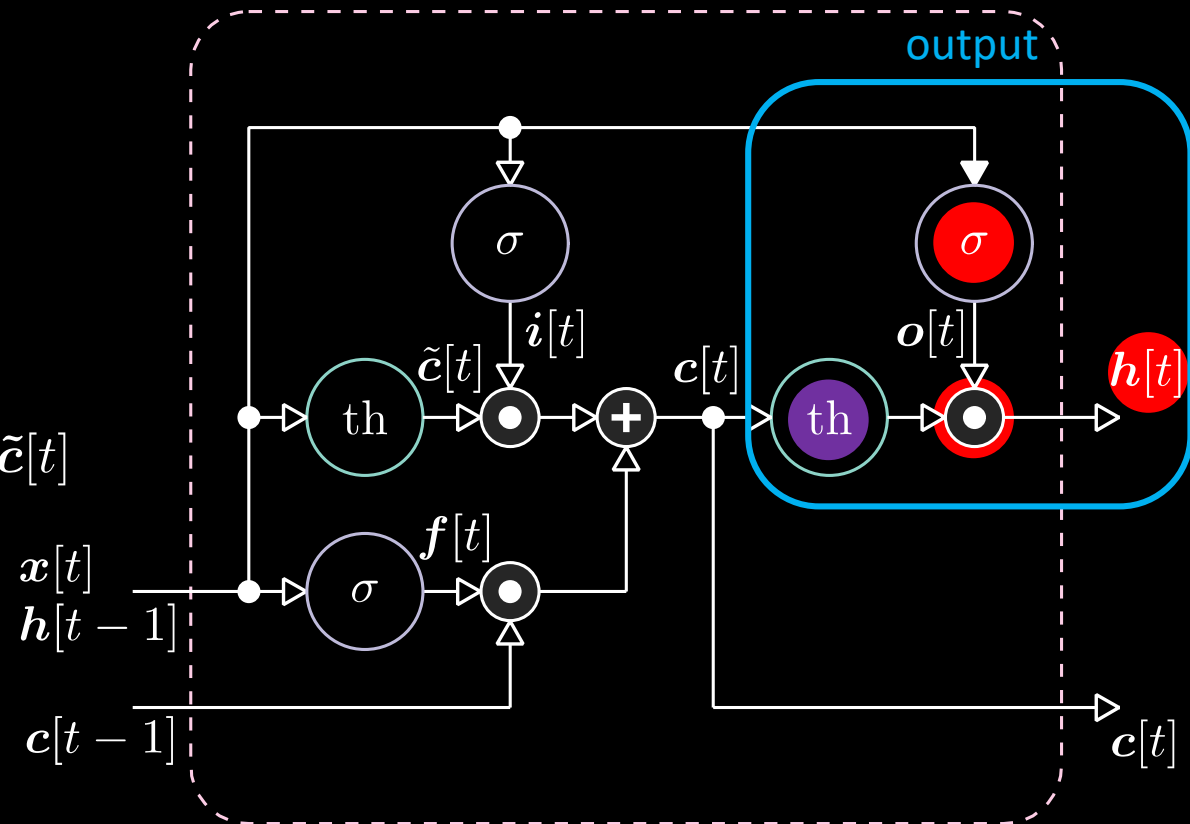 output
σ
σ
i[t]
o[t]
c̃[t]
c[t]
h[t]
th
+
th
c̃[t]
f[t]
x[t]
σ
h[t − 1]
c[t − 1]
c[t]